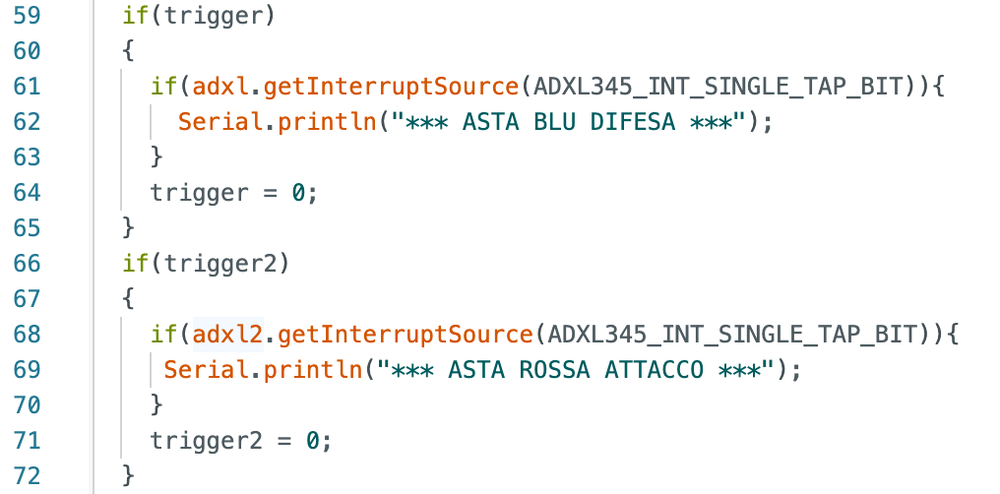 59 if(trigger)
60 {
61 if(adxl.getInterruptSource(ADXL345_INT_SINGLE_TAP_BIT)){
62 Serial.println("*** ASTA BLU DIFESA ***");
63 }
64 trigger = 0;
65 }
66 if(trigger2)
67 {
68 if(adxl2.getInterruptSource(ADXL345_INT_SINGLE_TAP_BIT)){
69 Serial.println("*** ASTA ROSSA ATTACCO ***");
70 }
71 trigger2 = 0;
72 }